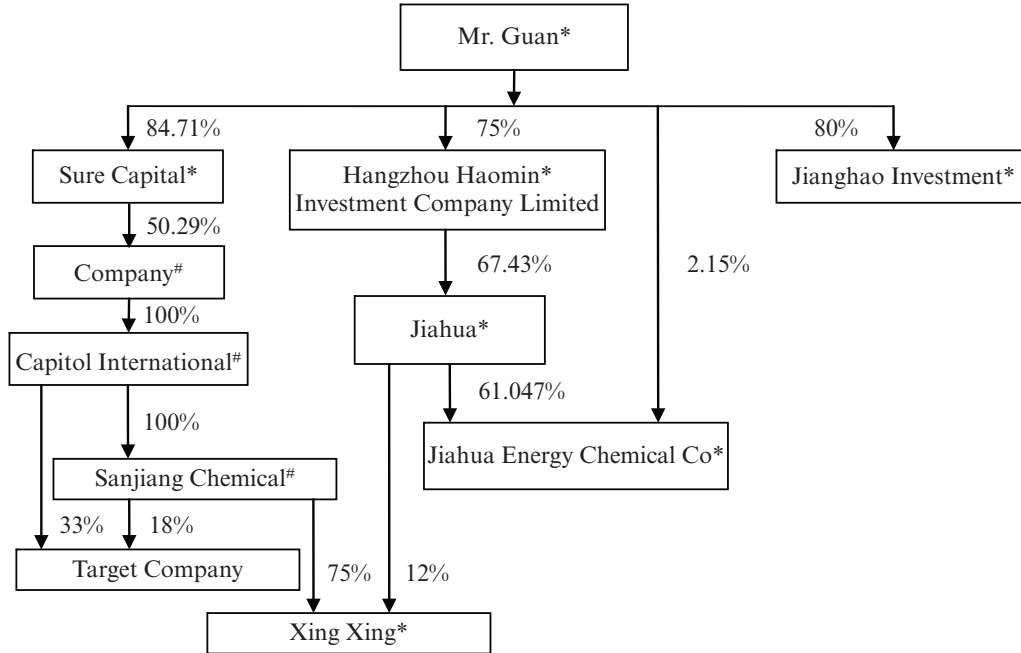 Mr. Guan*
84.71%
75%
80%
Sure Capital*
Hangzhou Haomin*
Investment Company Limited
Jianghao Investment*
50.29%
67.43%
2.15%
Company#
100%
Jiahua*
Capitol International#
61.047%
100%
Jiahua Energy Chemical Co*
Sanjiang Chemical#
33%
18%
Target Company
75%
12%
Xing Xing*